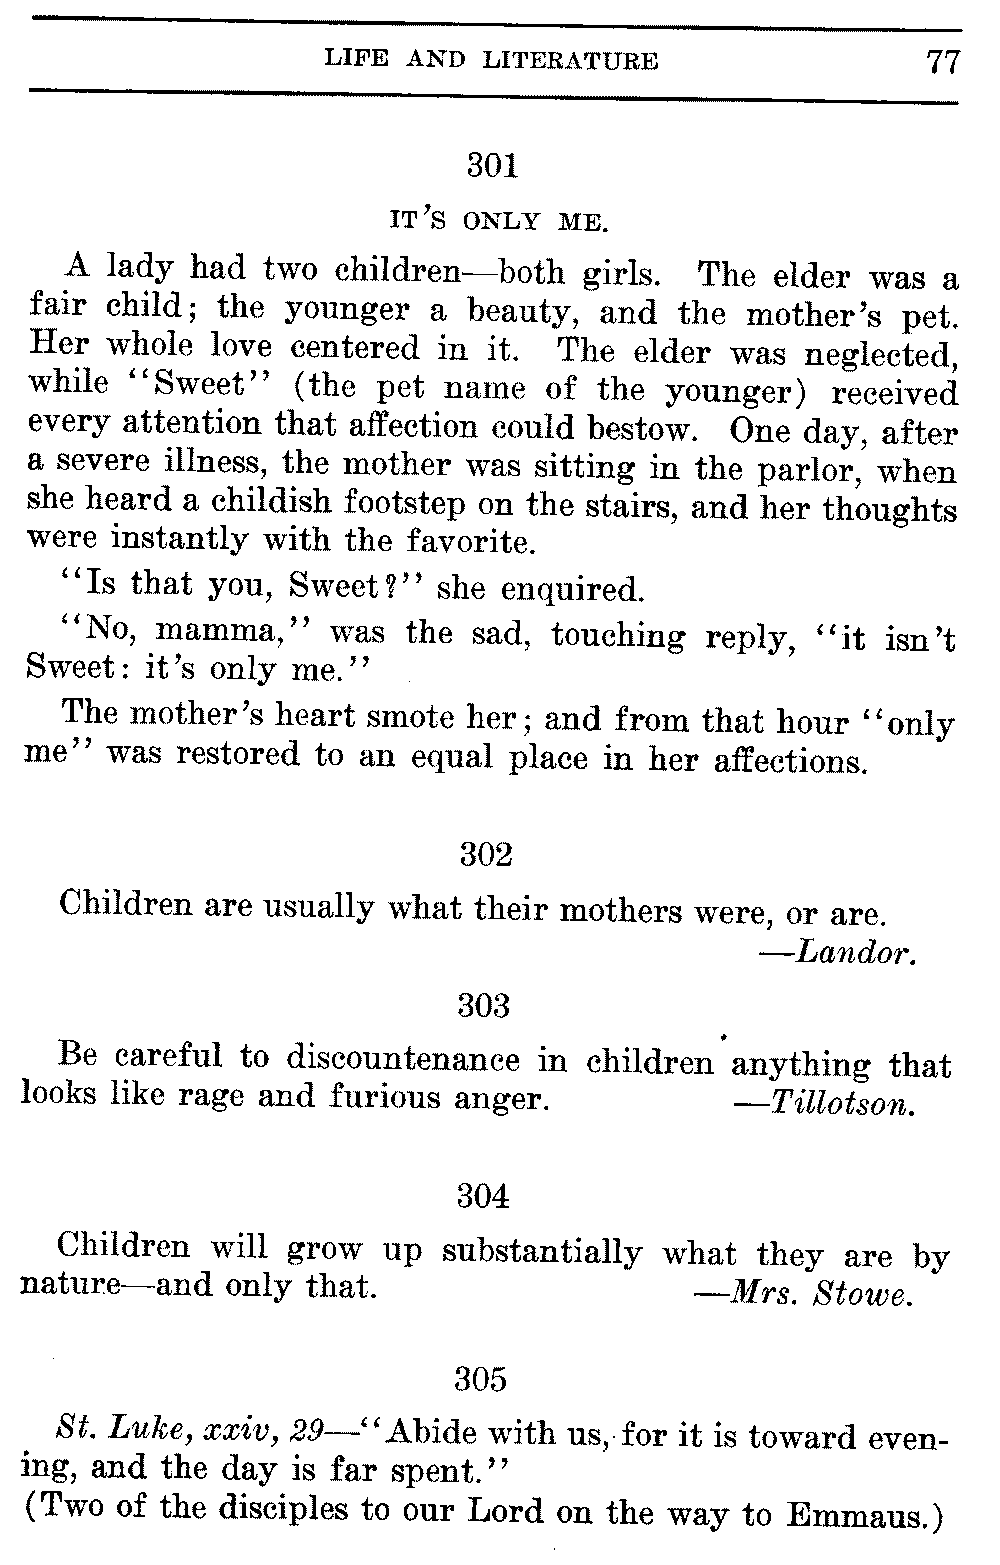 LIFE AND LITERATURE 77
301
IT'S ONLY ME.
A lady had two children—both girls. The elder was a
fair child; the younger a beauty, and the mother's pet.
Her whole love centered in it. The elder was neglected,
while "Sweet" (the pet name of the younger) received
every attention that affection could bestow. One day, after
a severe illness, the mother was sitting in the parlor, when
she heard a childish footstep on the stairs, and her thoughts
were instantly with the favorite.
"Is that you, Sweet?" she enquired.
"No, mamma," was the sad, touching reply, "it isn't
Sweet: it's only me."
The mother's heart smote her; and from that hour "only
me" was restored to an equal place in her affections.
302
Children are usually what their mothers were, or are.
—Landor.
303
Be careful to discountenance in children anything that
looks like rage and furious anger. —Tillotson.
304
Children will grow up substantially what they are by
nature—and only that. —Mrs. Stowe.
305
St. Luke, xxiv, 29—"Abide with us, for it is toward even-
ing, and the day is far spent."
(Two of the disciples to our Lord on the way to Emmaus.)